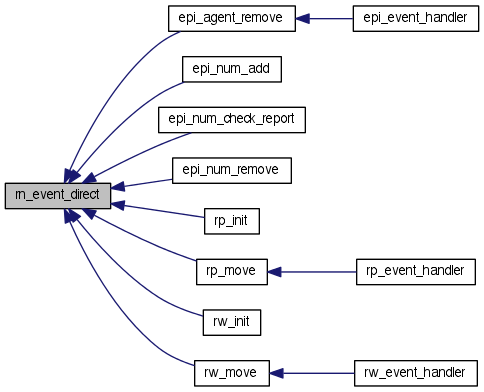 epi_agent_remove
epi_event_handler
epi_num_add
epi_num_check_report
epi_num_remove
rn_event_direct
rp_init
rp_move
rp_event_handler
rw_init
rw_move
rw_event_handler